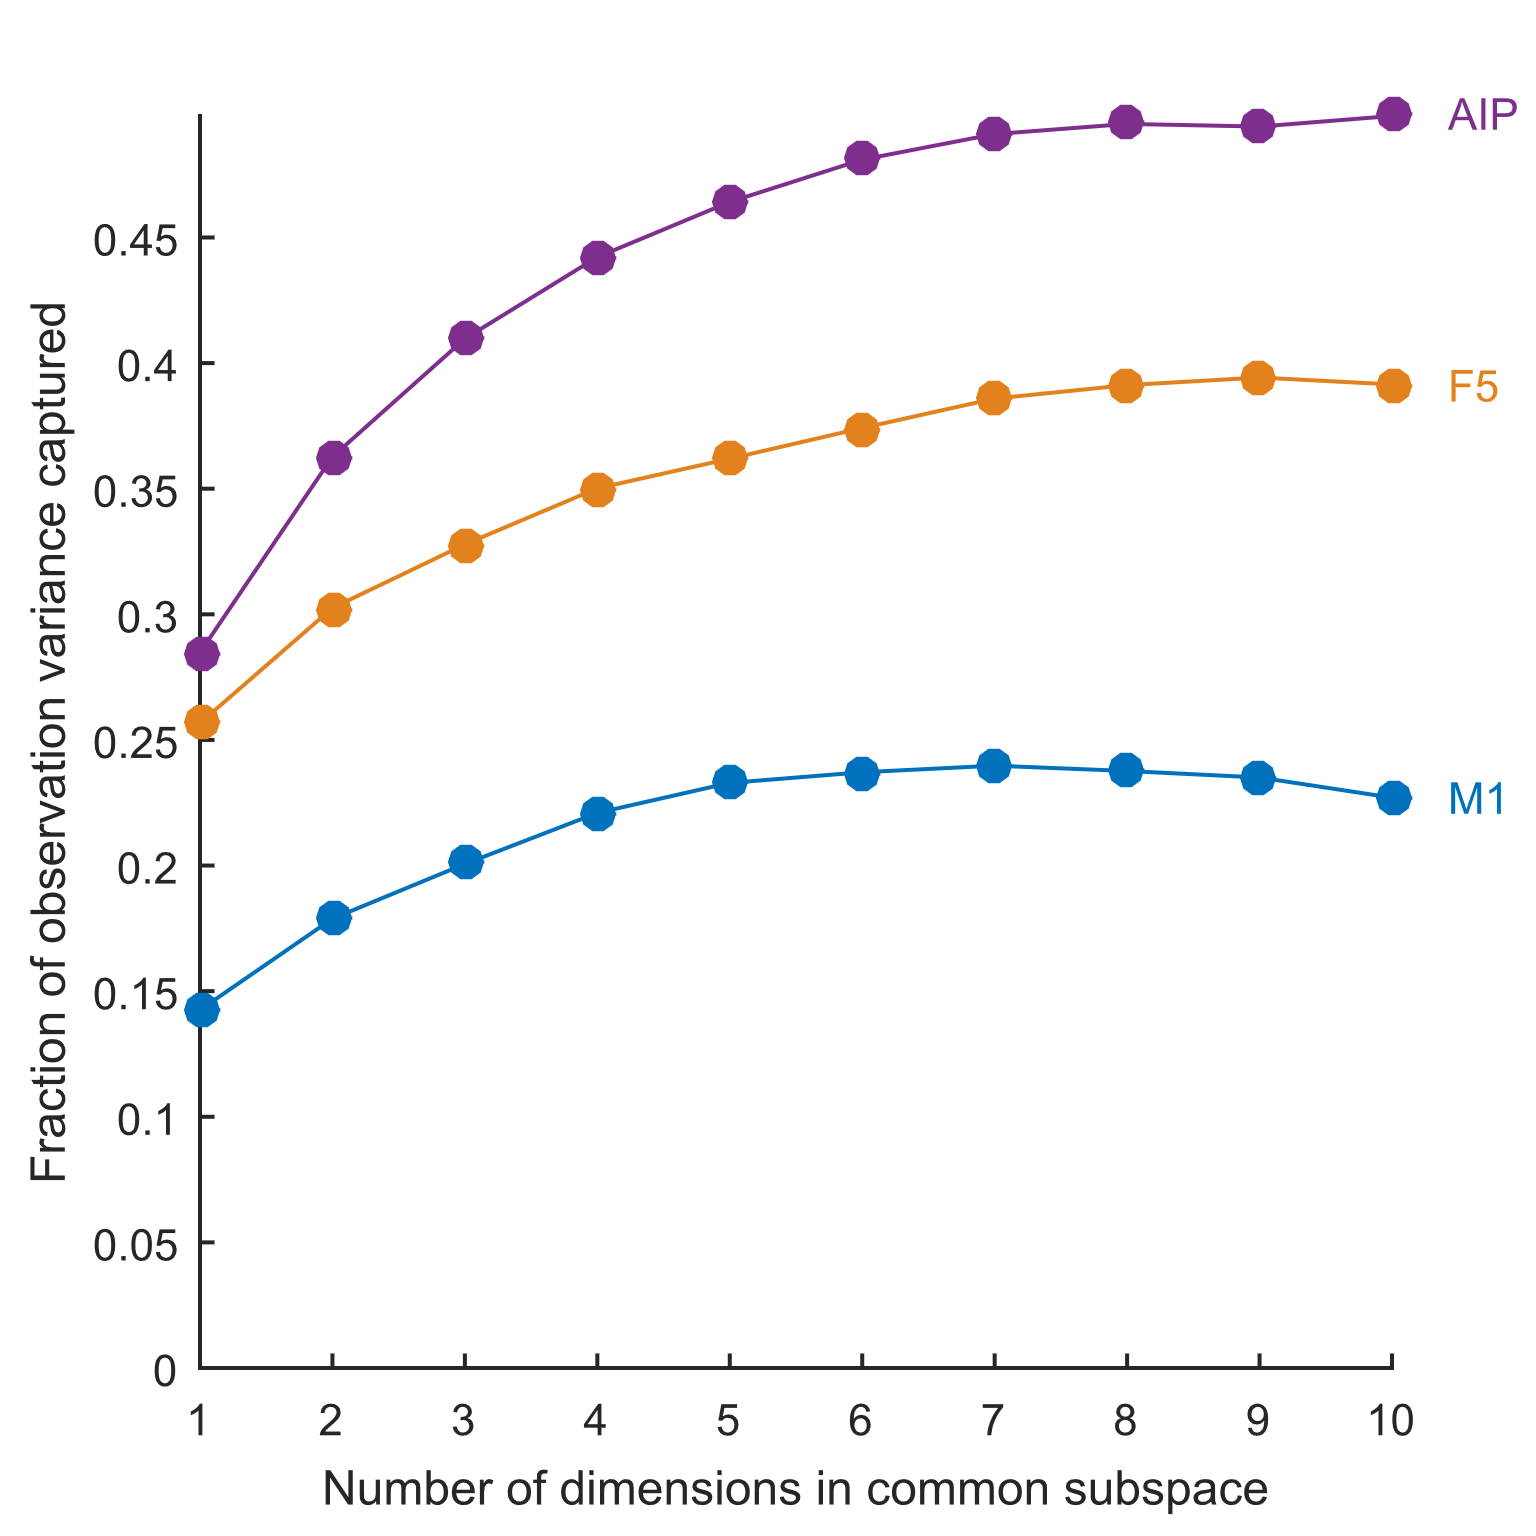 AIP
0.45
0.4
F5
0.35
0.3
0.25
M1
0.2
0.15
0.1
0.05
0
1 2 3 4 5 6 7 8 9 10
Number of dimensions in common subspace
Fraction of observation variance captured